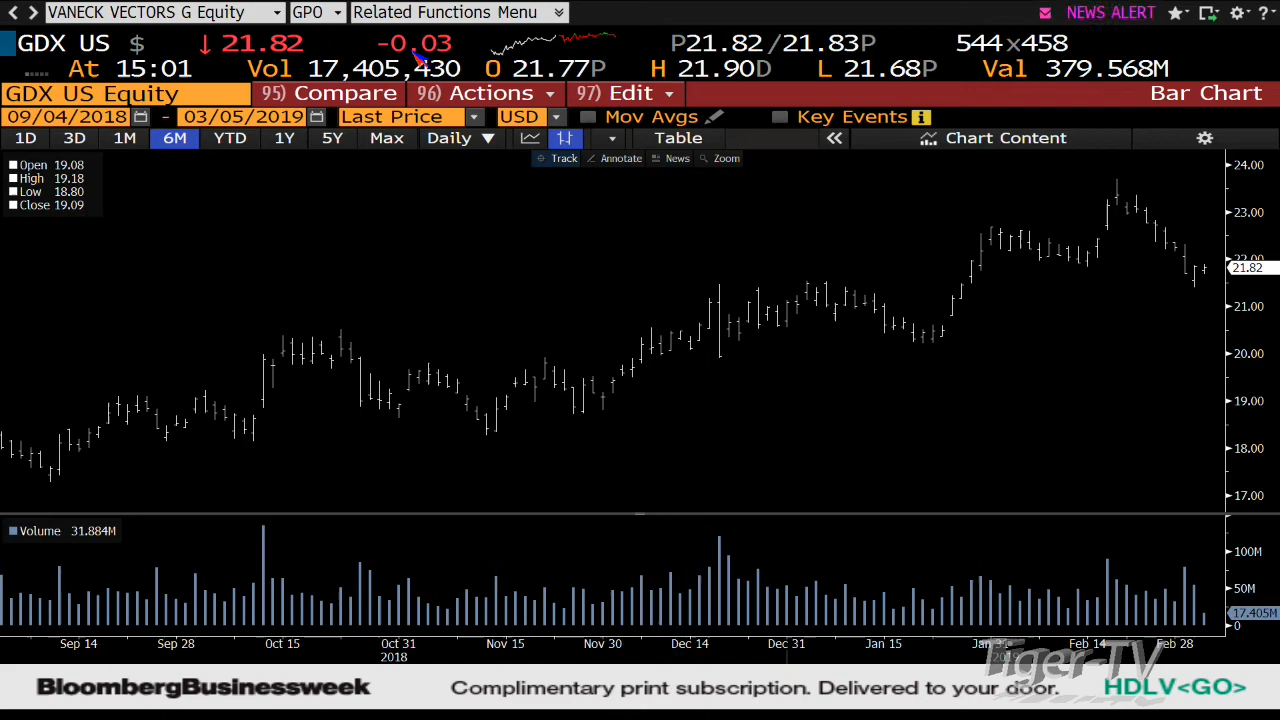 VANECK VECTORS G Equity GPO Related Functions Menu NEWS ALERT ?
GDX US $ ↓ 21.82 -0.03 P21.82/21.83P 544x458
At 15:01 Vol 17,405,430 O 21.77P H 21.90D L 21.68P Val 379.568M
GDX US Equity 95) Compare 96) Actions 97) Edit Bar Chart
09/04/2018 - 03/05/2019 Last Price USD Mov Avgs Key Events i
1D 3D 1M 6M YTD 1Y 5Y Max Daily ▼ Table Chart Content
Track Annotate News Zoom
Open 19.08
High 19.18
Low 18.80
Close 19.09
24.00
23.00
22.00
21.82
21.00
20.00
19.00
18.00
17.00
Volume 31.884M
100M
50M
17.405M
0
Sep 14 Sep 28 Oct 15 Oct 31 Nov 15 Nov 30 Dec 14 Dec 31 Jan 15 Jan 31 Feb 14 Feb 28
2018 2019
Tiger-TV
BloombergBusinessweek Complimentary print subscription. Delivered to your door. HDLV<GO>